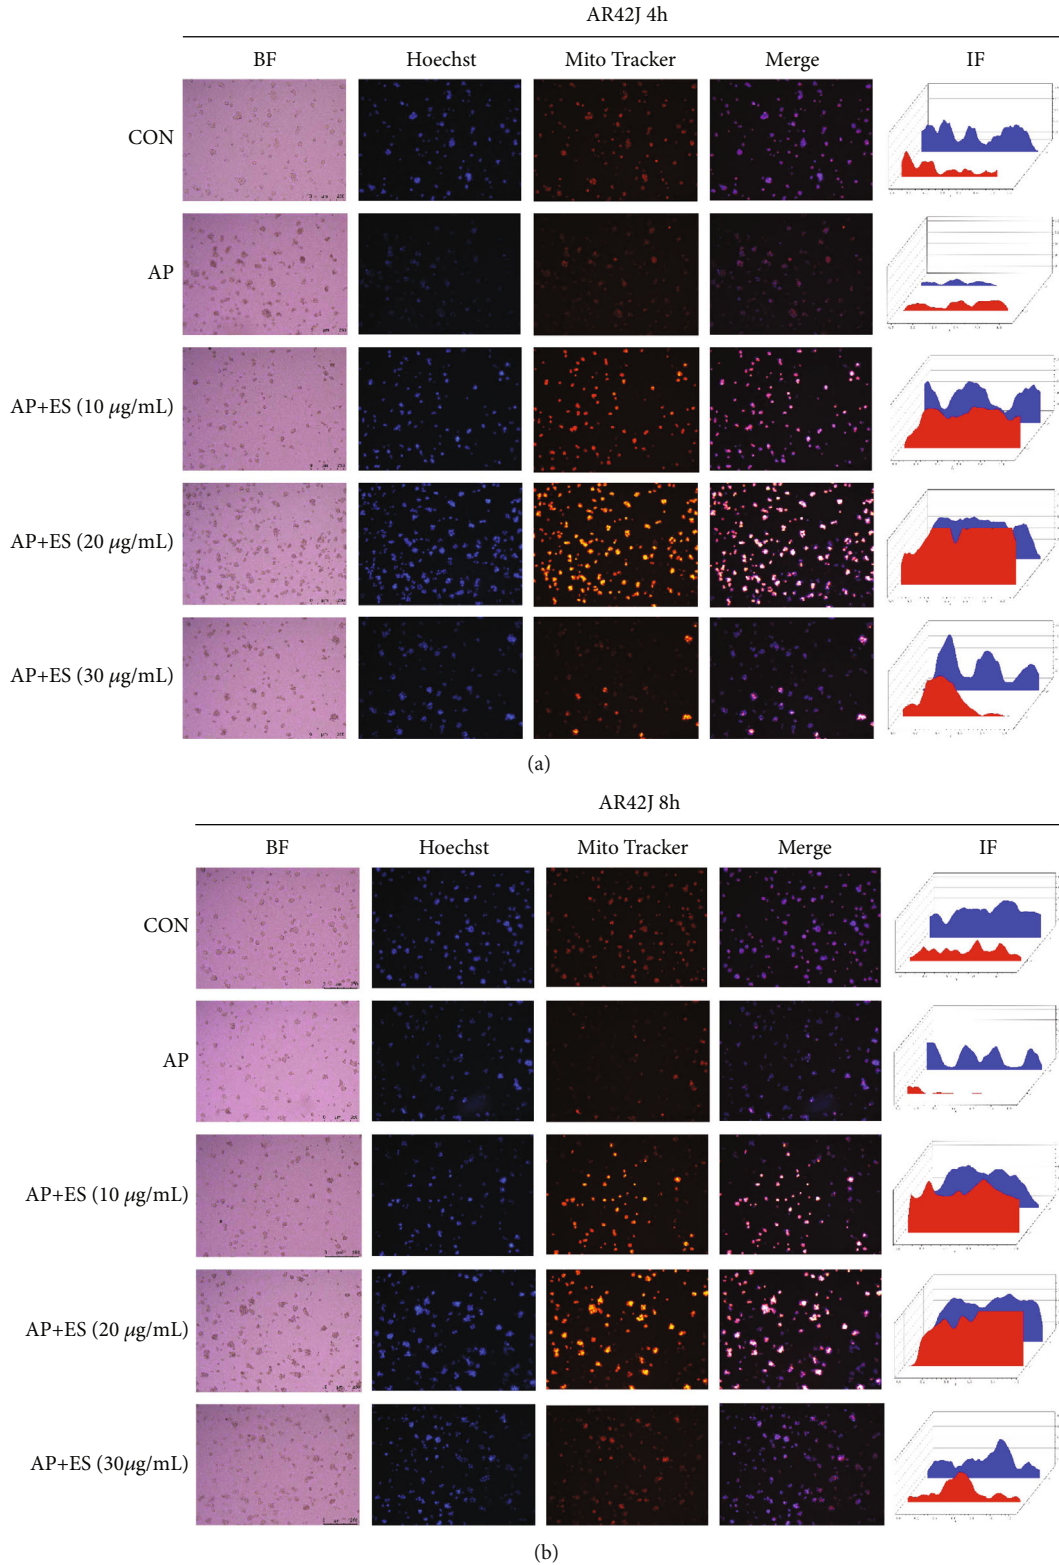 AR42J 4h
BF Hoechst Mito Tracker Merge IF
CON
AP
AP+ES (10 μg/mL)
AP+ES (20 μg/mL)
AP+ES (30 μg/mL)
(a)
AR42J 8h
BF Hoechst Mito Tracker Merge IF
CON
AP
AP+ES (10 μg/mL)
AP+ES (20 μg/mL)
AP+ES (30μg/mL)
(b)